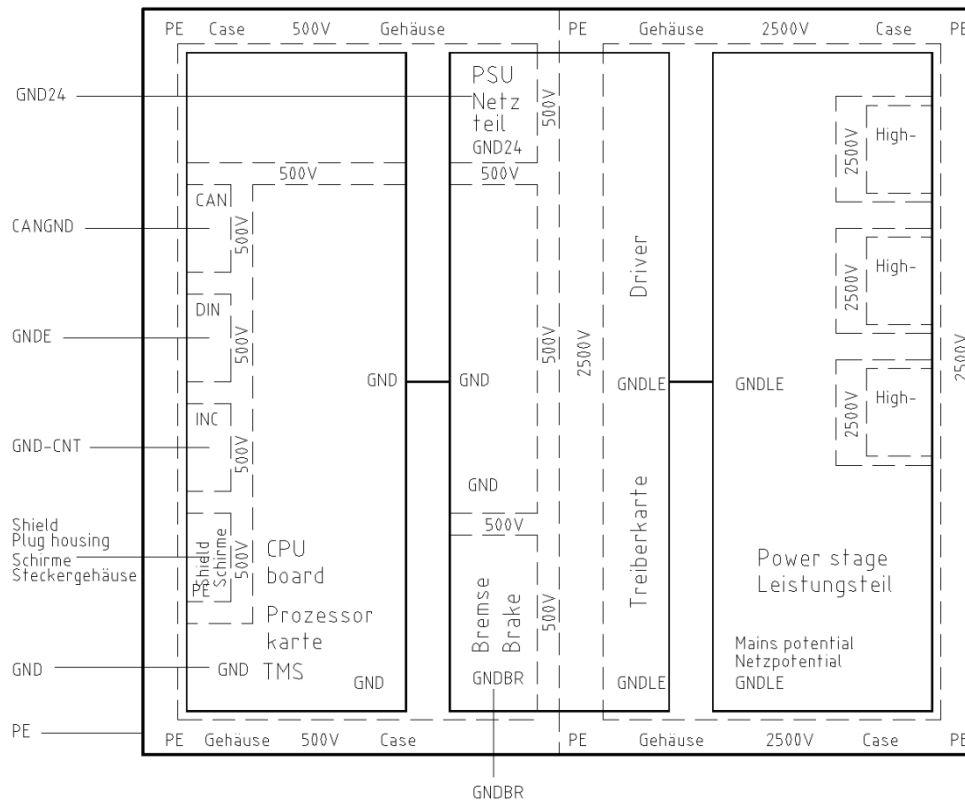 PE Case 500V Gehäuse PE Gehäuse 2500V Case PE
GND24
PSU
Netz
teil
GND24
500V
500V
500V
500V
CAN
CANGND
500V
DIN
GNDE
500V
INC
GND-CNT
500V
Shield
Plug housing
Schirme
Steckergehäuse
Shield
Schirme
PE
500V
CPU
board
Prozessor
karte
TMS
GND
GND
GND
GND
GND
GND
500V
2500V
500V
Bremse
Brake
500V
GNDBR
GNDBR
Driver
Treiberkarte
GNDLE
GNDLE
GNDLE
High-
2500V
High-
2500V
High-
2500V
2500V
Power stage
Leistungsteil
Mains potential
Netzpotential
GNDLE
PE
PE Gehäuse 500V Case PE Gehäuse 2500V Case PE